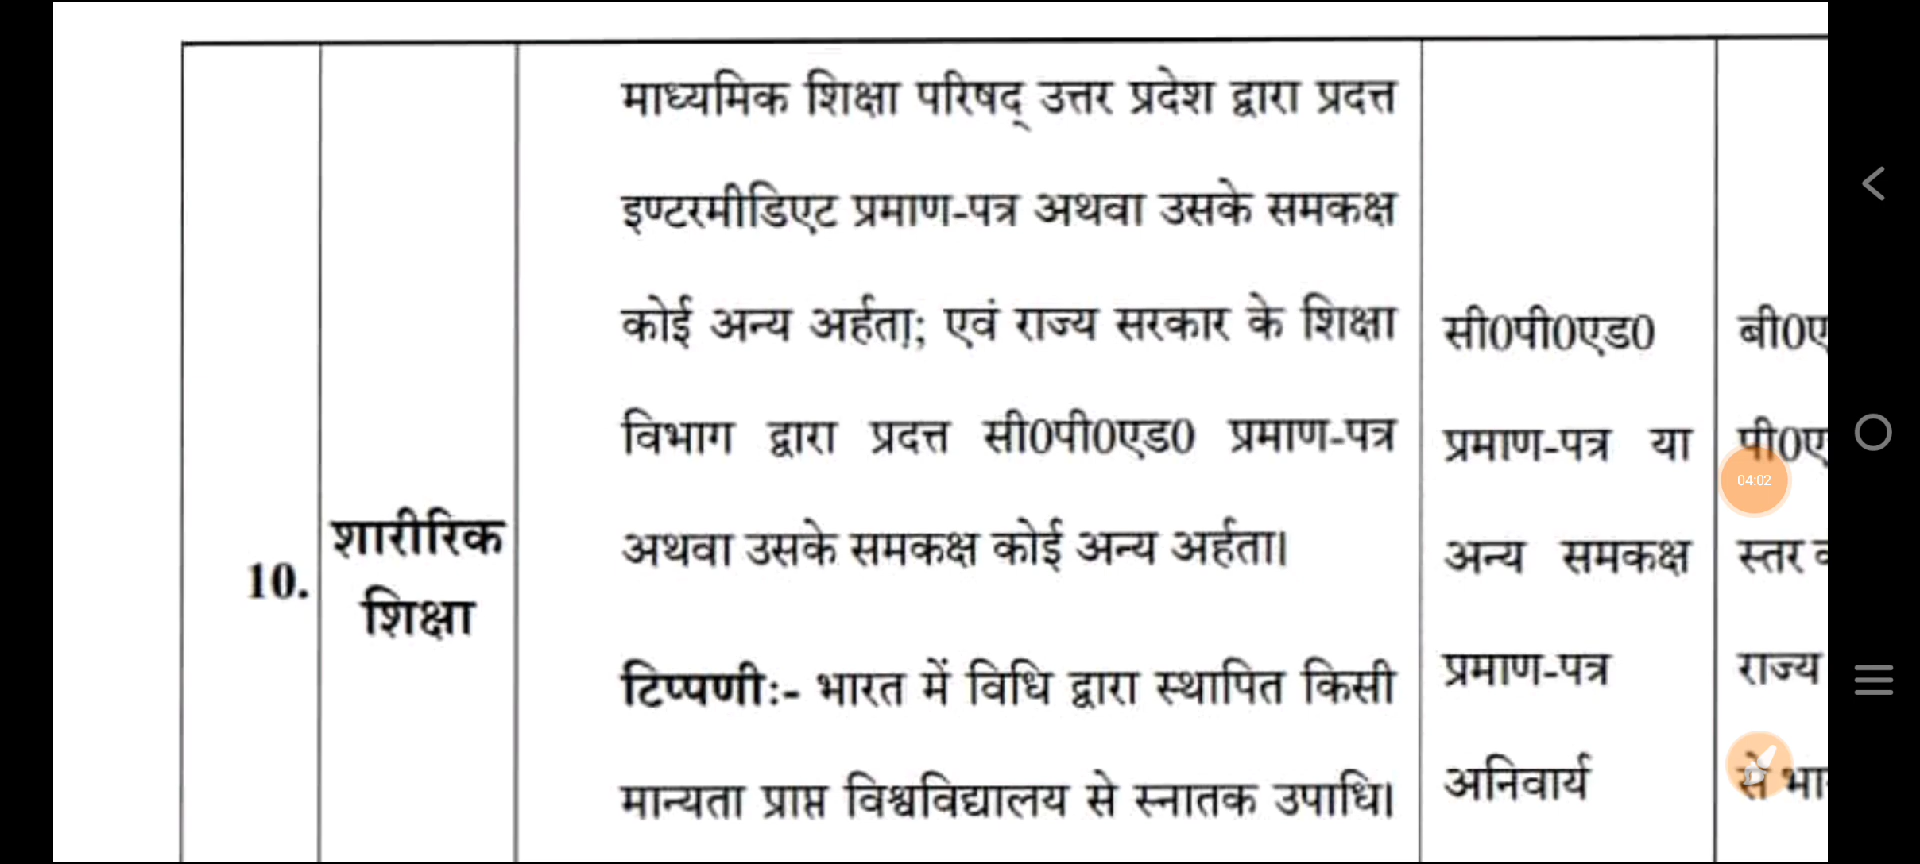 माध्यमिक शिक्षा परिषद् उत्तर प्रदेश द्वारा प्रदत्त
इण्टरमीडिएट प्रमाण-पत्र अथवा उसके समकक्ष
कोई अन्य अर्हता; एवं राज्य सरकार के शिक्षा
विभाग द्वारा प्रदत्त सी0पी0एड0 प्रमाण-पत्र
अथवा उसके समकक्ष कोई अन्य अर्हता।
टिप्पणी:- भारत में विधि द्वारा स्थापित किसी
मान्यता प्राप्त विश्वविद्यालय से स्नातक उपाधि।
10.
शारीरिक
शिक्षा
सी0पी0एड0
प्रमाण-पत्र या
अन्य समकक्ष
प्रमाण-पत्र
अनिवार्य
बी0ए
पी0ए
स्तर
राज्य
से भा
04:02